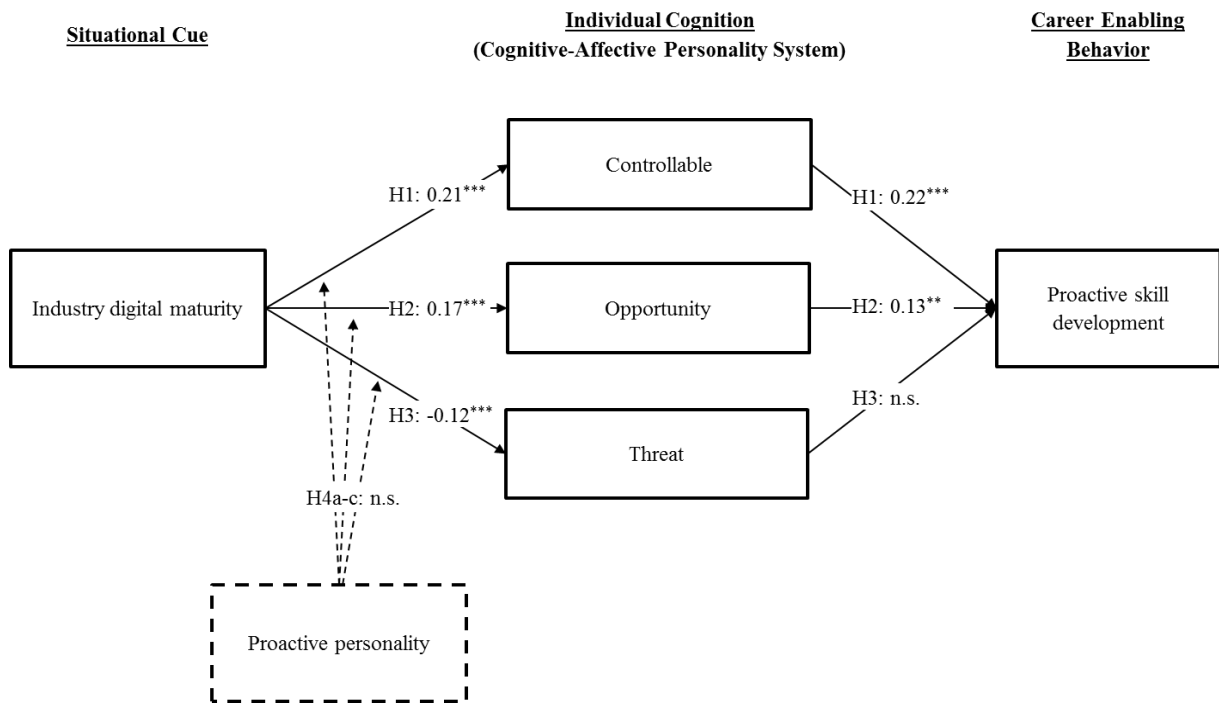 Situational Cue
Individual Cognition
(Cognitive-Affective Personality System)
Career Enabling
Behavior
Controllable
H1: 0.21***
H1: 0.22***
Industry digital maturity
H2: 0.17***
Opportunity
H2: 0.13**
Proactive skill
development
H3: -0.12***
H3: n.s.
Threat
H4a-c: n.s.
Proactive personality